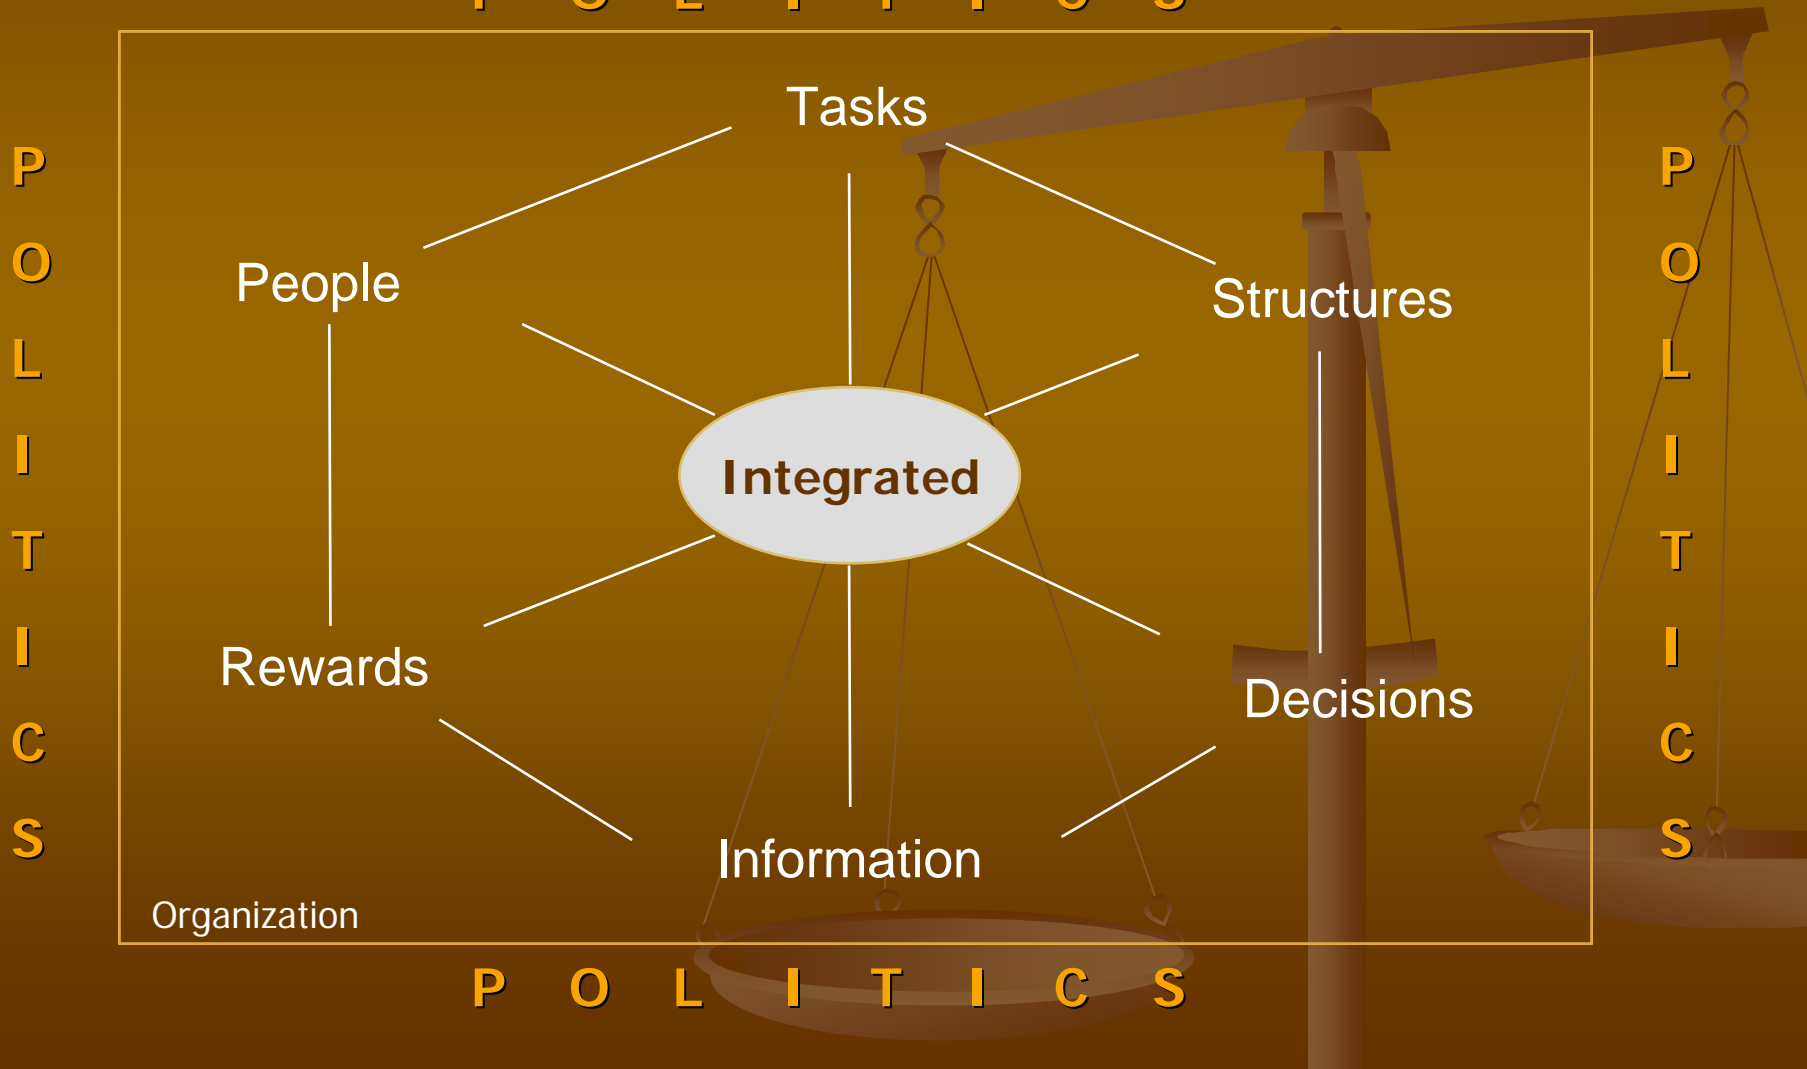 P O L I T I C S
Tasks
People
Structures
Integrated
Rewards
Decisions
Information
Organization
P O L I T I C S
P
O
L
I
T
I
C
S
P
O
L
I
T
I
C
S